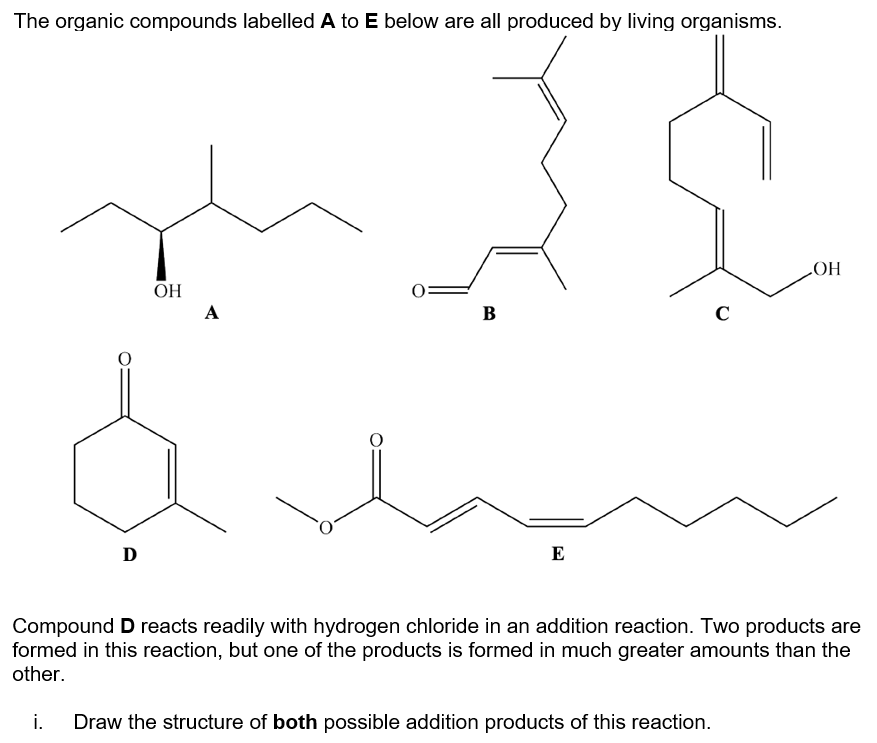 The organic compounds labelled A to E below are all produced by living organisms.
OH
A
O
B
OH
C
O
D
O
O
E
Compound D reacts readily with hydrogen chloride in an addition reaction. Two products are
formed in this reaction, but one of the products is formed in much greater amounts than the
other.
i. Draw the structure of both possible addition products of this reaction.